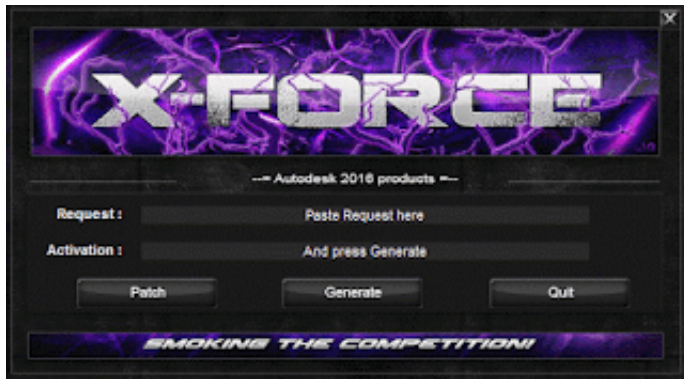 X
X-FORCE
--= Autodesk 2016 products =--
Request : Paste Request here
Activation : And press Generate
Patch Generate Quit
SMOKING THE COMPETITION!